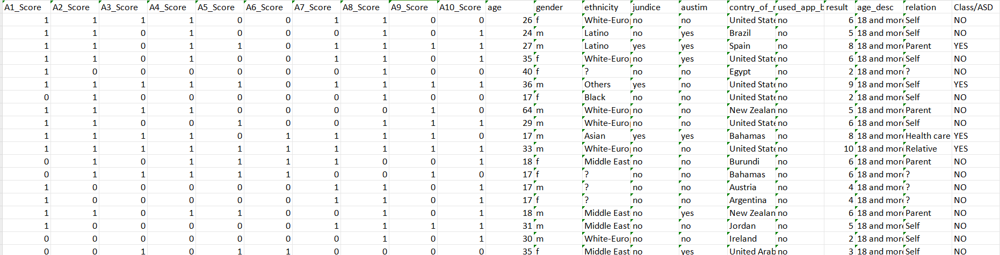 A1_Score A2_Score A3_Score A4_Score A5_Score A6_Score A7_Score A8_Score A9_Score A10_Score age gender ethnicity jundice austim contry_of_r used_app_b result age_desc relation Class/ASD
1 1 1 1 0 0 1 1 0 0 26 f White-Euro no no United State no 6 18 and more Self NO
1 1 0 1 0 0 0 1 0 1 24 m Latino no yes Brazil no 5 18 and more Self NO
1 1 0 1 1 0 1 1 1 1 27 m Latino yes yes Spain no 8 18 and more Parent YES
1 1 0 1 0 0 1 1 0 1 35 f White-Euro no yes United State no 6 18 and more Self NO
1 0 0 0 0 0 0 1 0 0 40 f ? no no Egypt no 2 18 and more ? NO
1 1 1 1 1 0 1 1 1 1 36 m Others yes no United State no 9 18 and more Self YES
0 1 0 0 0 0 0 1 0 0 17 f Black no no United State no 2 18 and more Self NO
1 1 1 1 0 0 0 0 1 0 64 m White-Euro no no New Zealan no 5 18 and more Parent NO
1 1 0 0 1 0 0 1 1 1 29 m White-Euro no no United State no 6 18 and more Self NO
1 1 1 1 0 1 1 1 1 0 17 m Asian yes yes Bahamas no 8 18 and more Health care YES
1 1 1 1 1 1 1 1 1 1 33 m White-Euro no no United State no 10 18 and more Relative YES
0 1 0 1 1 1 1 0 0 1 18 f Middle East no no Burundi no 6 18 and more Parent NO
0 1 1 1 1 1 0 0 1 0 17 f ? no no Bahamas no 6 18 and more ? NO
1 0 0 0 0 0 1 1 0 1 17 m ? no no Austria no 4 18 and more ? NO
1 0 0 0 0 0 1 1 0 1 17 f ? no no Argentina no 4 18 and more ? NO
1 1 0 1 1 0 0 1 0 1 18 m Middle East no yes New Zealan no 6 18 and more Parent NO
1 0 0 0 0 0 1 1 1 1 31 m Middle East no no Jordan no 5 18 and more Self NO
0 0 0 0 0 0 0 1 0 1 30 m White-Euro no no Ireland no 2 18 and more Self NO
0 0 1 0 1 1 0 0 0 0 35 f Middle East no yes United Arab no 3 18 and more Self NO